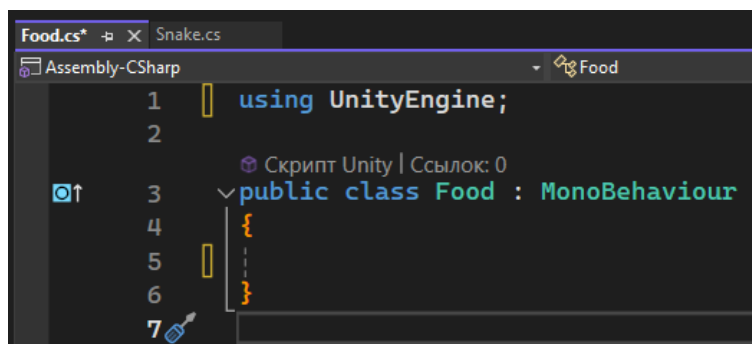 Food.cs* Snake.cs
Assembly-CSharp Food
1 using UnityEngine;
2
Скрипт Unity | Ссылок: 0
3 public class Food : MonoBehaviour
4 {
5
6 }
7